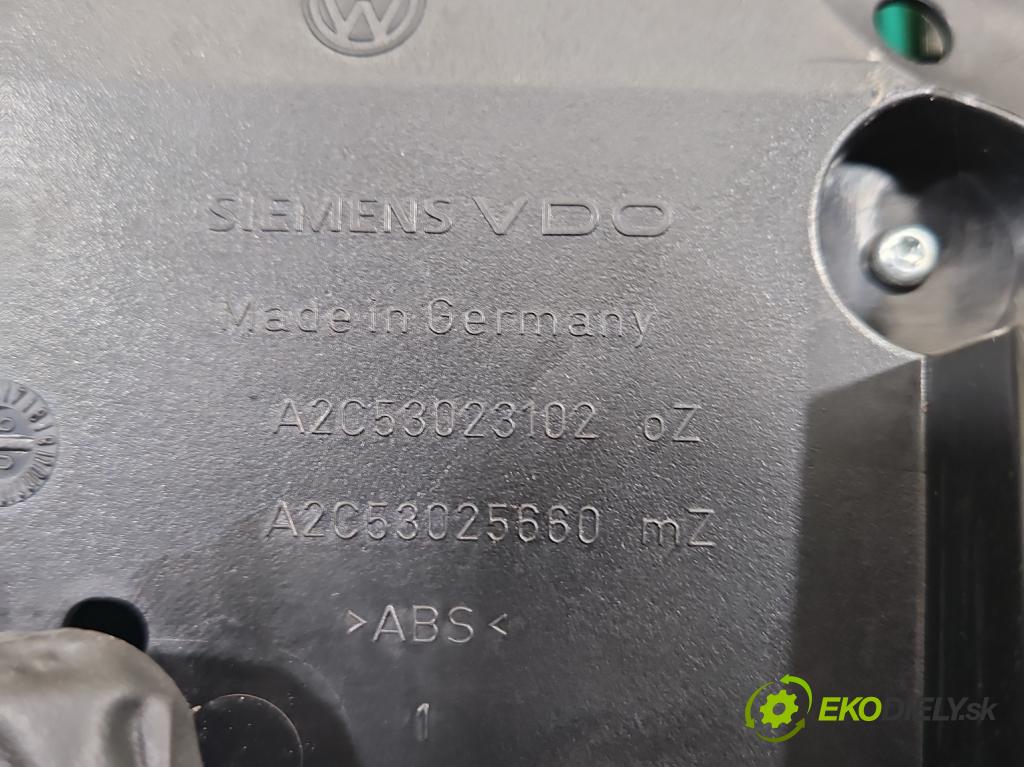 SIEMENS VDO
Made in Germany
A2C53023102 oZ
A2C53025660 mZ
>ABS<
1
EKODIELY.sk